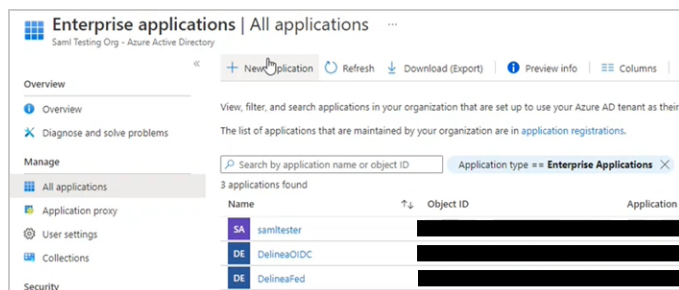 Enterprise applications | All applications ...
Saml Testing Org - Azure Active Directory
«
Overview
Overview
Diagnose and solve problems
Manage
All applications
Application proxy
User settings
Collections
Security
+ New application Refresh Download (Export) Preview info Columns
View, filter, and search applications in your organization that are set up to use your Azure AD tenant as their
The list of applications that are maintained by your organization are in application registrations.
Search by application name or object ID Application type == Enterprise Applications ×
3 applications found
Name ↑↓ Object ID Application
SA samltester
DE DelineaOIDC
DE DelineaFed